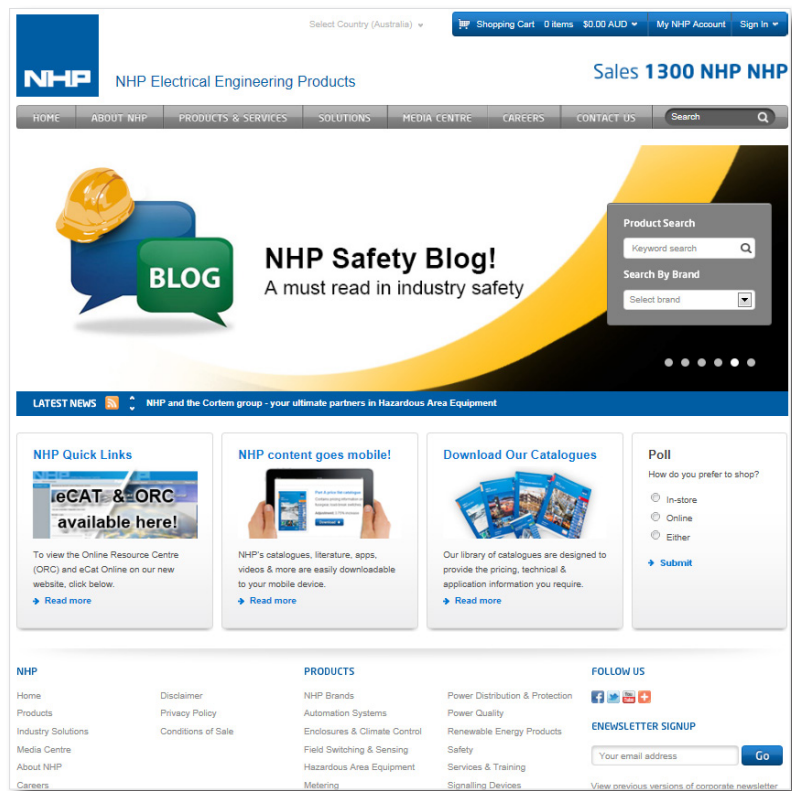 Select Country (Australia)
Shopping Cart 0 items $0.00 AUD
My NHP Account
Sign In
NHP
NHP Electrical Engineering Products
Sales 1300 NHP NHP
HOME
ABOUT NHP
PRODUCTS & SERVICES
SOLUTIONS
MEDIA CENTRE
CAREERS
CONTACT US
Search
BLOG
NHP Safety Blog!
A must read in industry safety
Product Search
Keyword search
Search By Brand
Select brand
LATEST NEWS
NHP and the Cortem group - your ultimate partners in Hazardous Area Equipment
NHP Quick Links
eCAT & ORC
available here!
To view the Online Resource Centre
(ORC) and eCat Online on our new
website, click below.
Read more
NHP content goes mobile!
NHP's catalogues, literature, apps,
videos & more are easily downloadable
to your mobile device.
Read more
Download Our Catalogues
Our library of catalogues are designed to
provide the pricing, technical &
application information you require.
Read more
Poll
How do you prefer to shop?
In-store
Online
Either
Submit
NHP
Home
Products
Industry Solutions
Media Centre
About NHP
Careers
Disclaimer
Privacy Policy
Conditions of Sale
PRODUCTS
NHP Brands
Automation Systems
Enclosures & Climate Control
Field Switching & Sensing
Hazardous Area Equipment
Metering
Power Distribution & Protection
Power Quality
Renewable Energy Products
Safety
Services & Training
Signalling Devices
FOLLOW US
ENEWSLETTER SIGNUP
Your email address
Go
View previous versions of corporate newsletter